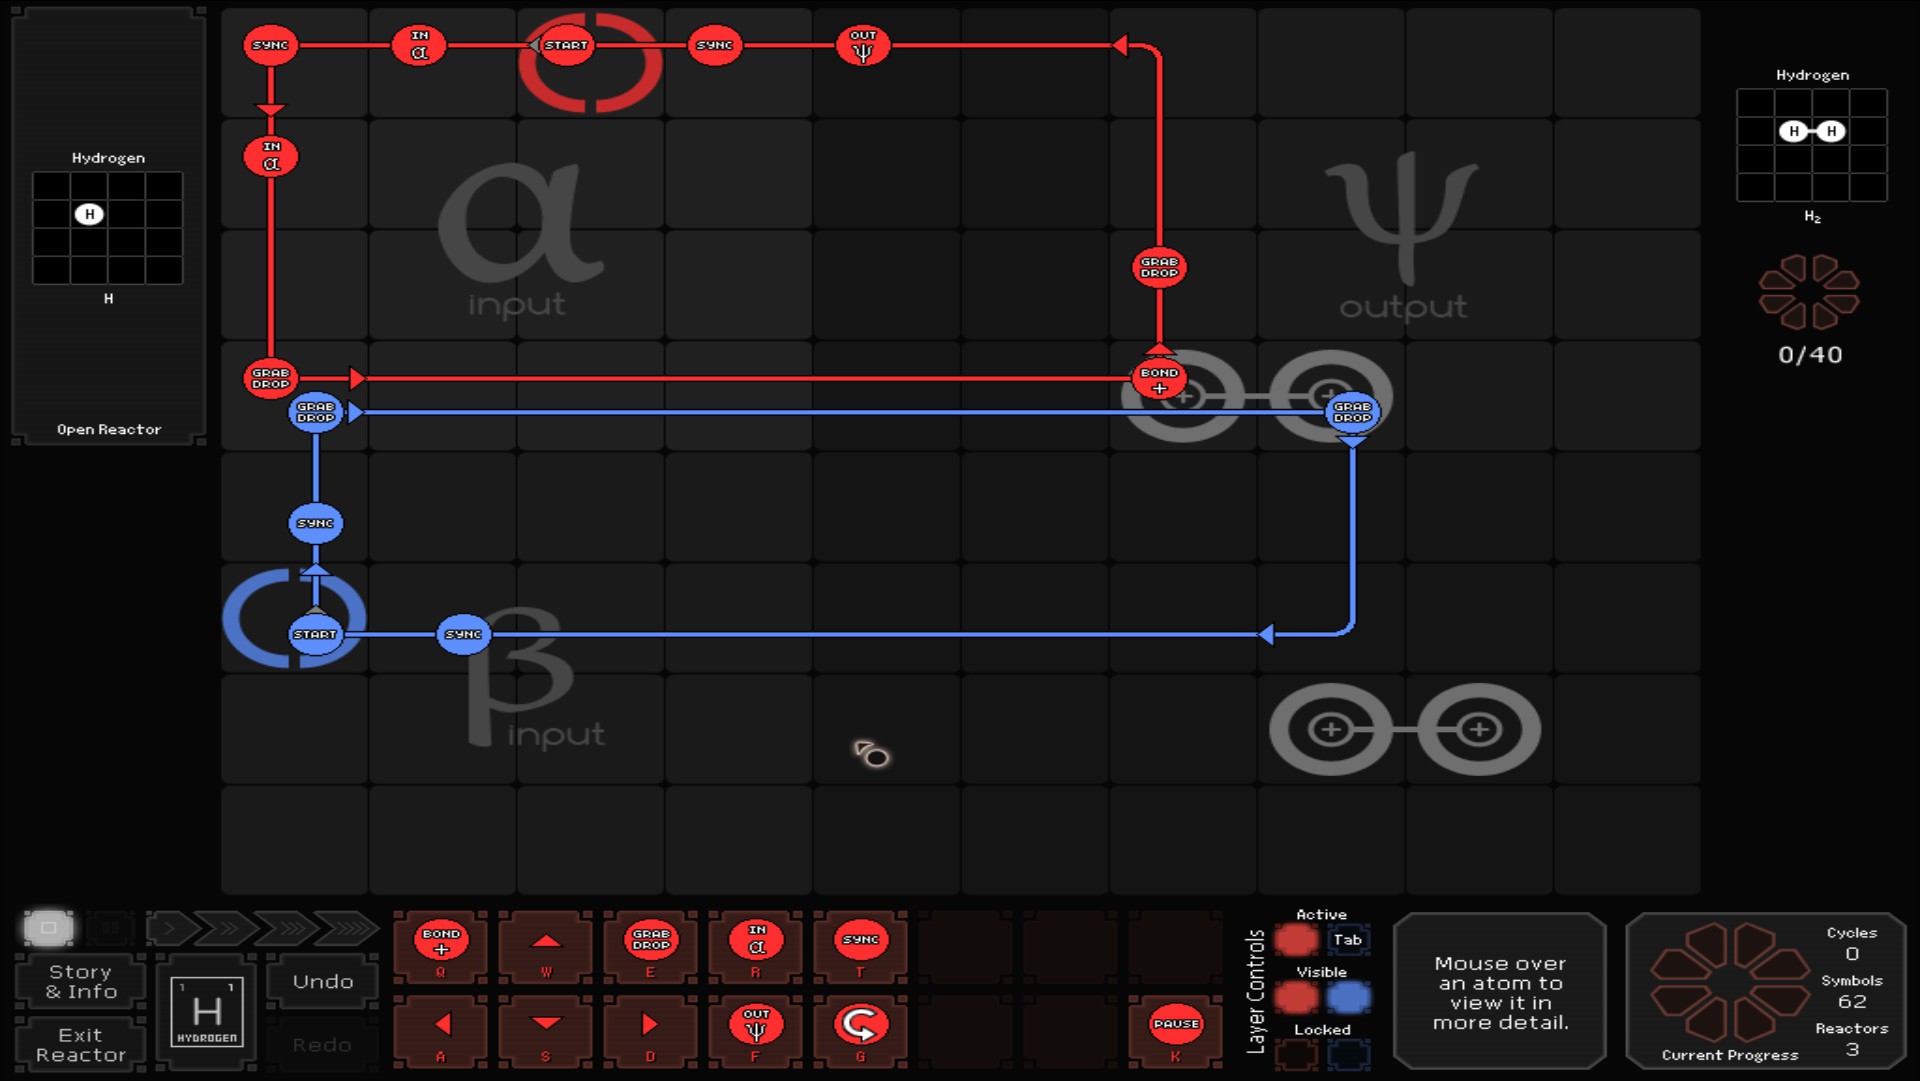 SYNC
IN
α
START
SYNC
OUT
ψ
Hydrogen
H H
H₂
0/40
Hydrogen
H
H
Open Reactor
IN
α
α
input
ψ
output
GRAB
DROP
GRAB
DROP
BOND
+
GRAB
DROP
+
+
GRAB
DROP
SYNC
START
SYNC
β
input
+
+
Story
& Info
Exit
Reactor
1 1
H
HYDROGEN
Undo
Redo
BOND
+
Q
W
GRAB
DROP
E
IN
α
R
SYNC
T
A
S
D
OUT
ψ
F
G
PAUSE
K
Layer Controls
Active
Tab
Visible
Locked
Mouse over
an atom to
view it in
more detail.
Cycles
0
Symbols
62
Reactors
3
Current Progress